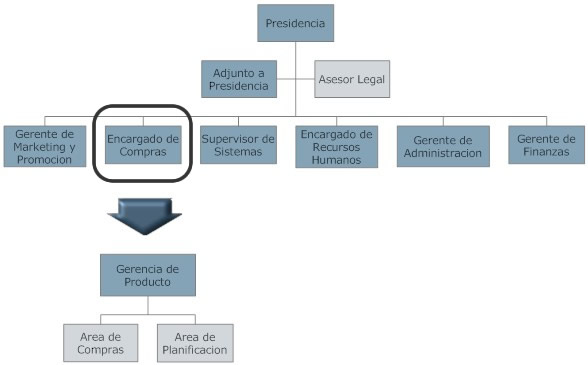 Presidencia
Adjunto a
Presidencia
Asesor Legal
Gerente de
Marketing y
Promocion
Encargado de
Compras
Supervisor de
Sistemas
Encargado de
Recursos
Humanos
Gerente de
Administracion
Gerente de
Finanzas
Gerencia de
Producto
Area de
Compras
Area de
Planificacion